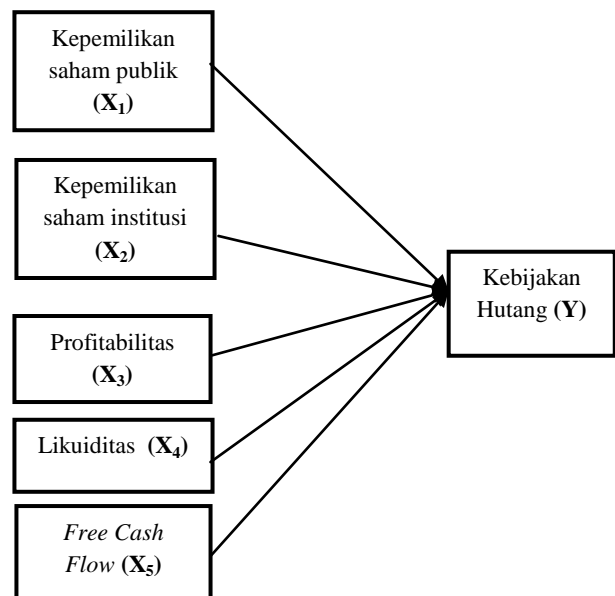 Kepemilikan
saham publik
(X₁)
Kepemilikan
saham institusi
(X₂)
Profitabilitas
(X₃)
Likuiditas (X₄)
Free Cash
Flow (X₅)
Kebijakan
Hutang (Y)